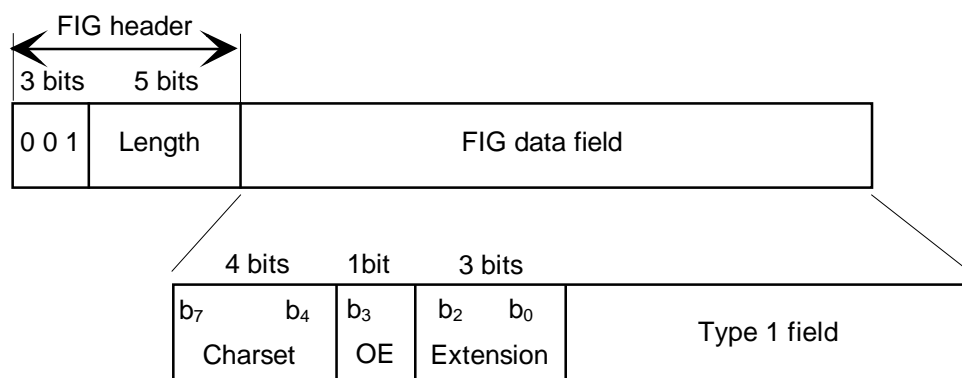 FIG header
3 bits 5 bits
0 0 1 Length FIG data field
4 bits 1bit 3 bits
b7 b4 b3 b2 b0
Charset OE Extension Type 1 field